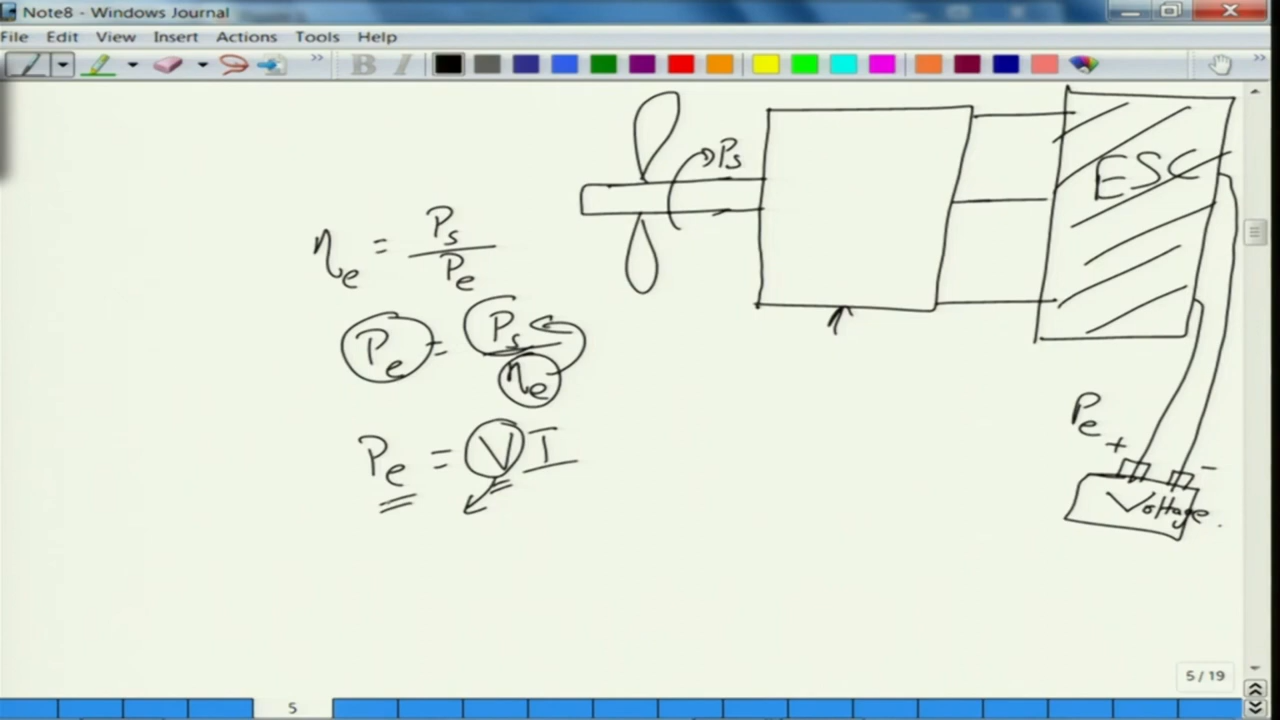 Note8 - Windows Journal
File Edit View Insert Actions Tools Help
B I
Ps
ESC
ηe = Ps / Pe
Pe = Ps / ηe
Pe = V I
Pe
+ -
Voltage.
5 / 19
5